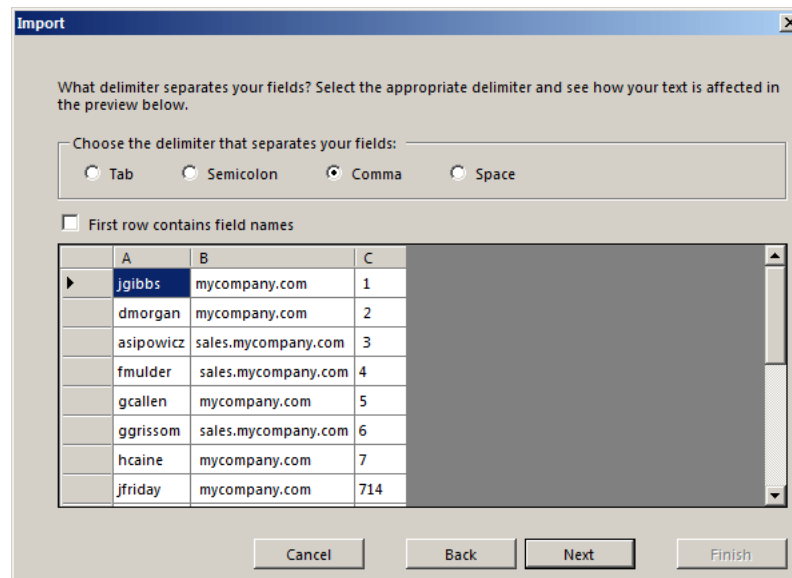 Import
What delimiter separates your fields? Select the appropriate delimiter and see how your text is affected in
the preview below.
Choose the delimiter that separates your fields:
Tab Semicolon Comma Space
First row contains field names
A B C
jgibbs mycompany.com 1
dmorgan mycompany.com 2
asipowicz sales.mycompany.com 3
fmulder sales.mycompany.com 4
gcallen mycompany.com 5
ggrissom sales.mycompany.com 6
hcaine mycompany.com 7
jfriday mycompany.com 714
Cancel Back Next Finish